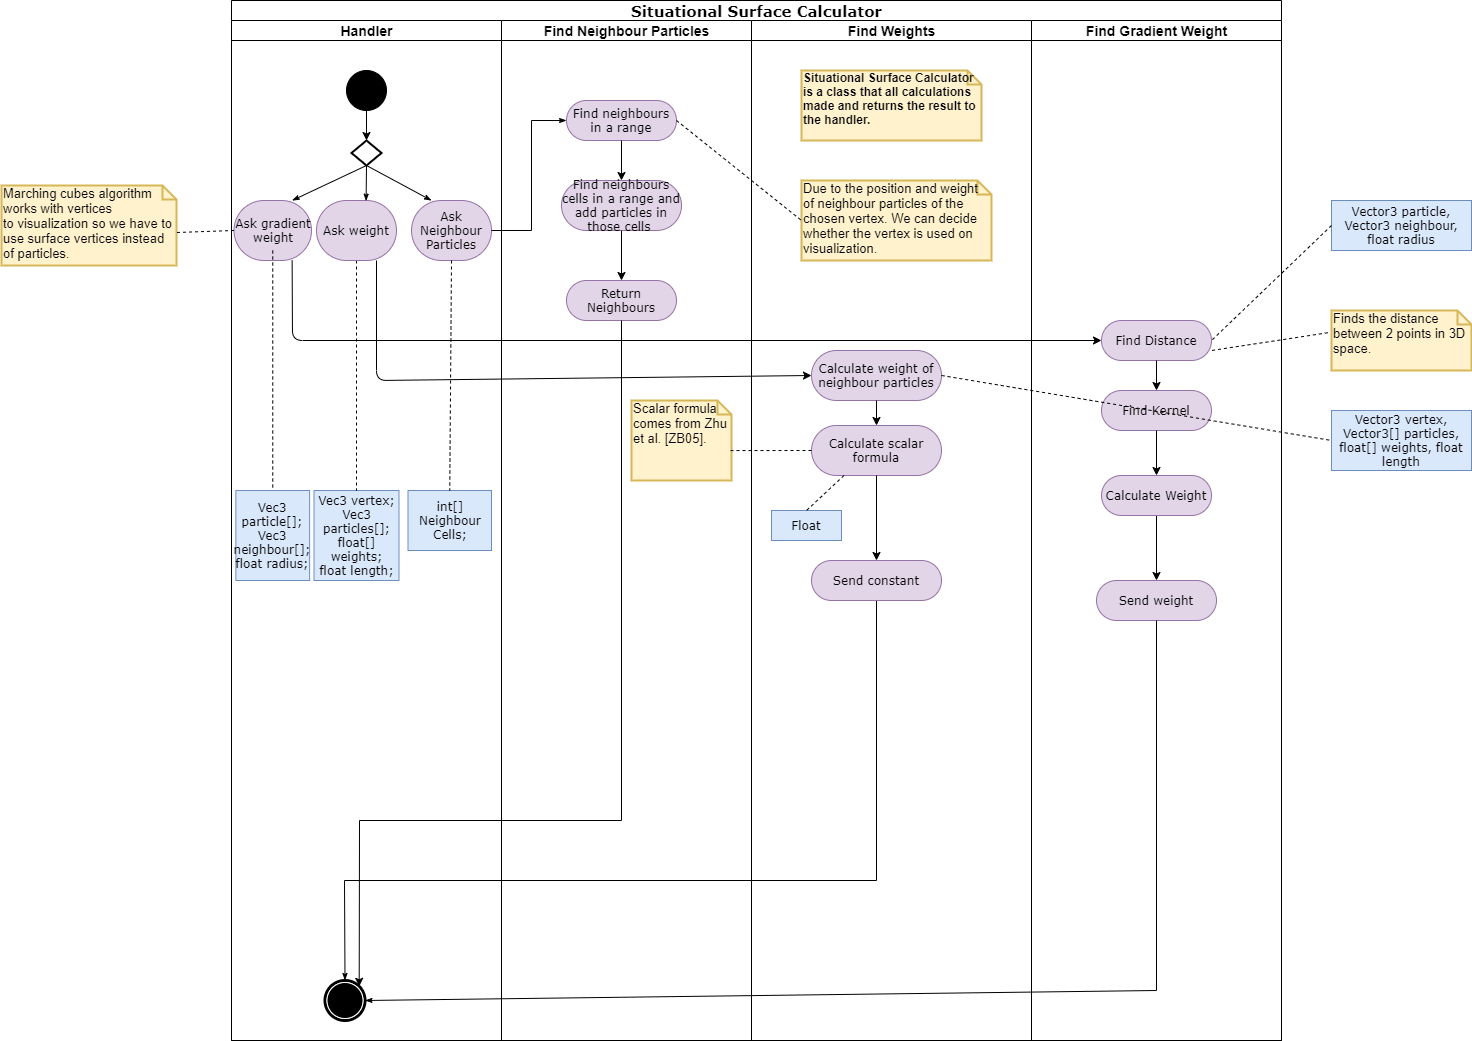 Situational Surface Calculator
Handler
Find Neighbour Particles
Find Weights
Find Gradient Weight
Situational Surface Calculator
is a class that all calculations
made and returns the result to
the handler.
Find neighbours
in a range
Marching cubes algorithm
works with vertices
to visualization so we have to
use surface vertices instead
of particles.
Ask gradient
weight
Ask weight
Ask
Neighbour
Particles
Find neighbours
cells in a range and
add particles in
those cells
Due to the position and weight
of neighbour particles of the
chosen vertex. We can decide
whether the vertex is used on
visualization.
Vector3 particle,
Vector3 neighbour,
float radius
Return
Neighbours
Find Distance
Finds the distance
between 2 points in 3D
space.
Calculate weight of
neighbour particles
Find Kernel
Scalar formula
comes from Zhu
et al. [ZB05].
Calculate scalar
formula
Vector3 vertex,
Vector3[] particles,
float[] weights, float
length
Vec3
particle[];
Vec3
neighbour[];
float radius;
Vec3 vertex;
Vec3
particles[];
float[]
weights;
float length;
int[]
Neighbour
Cells;
Float
Calculate Weight
Send constant
Send weight